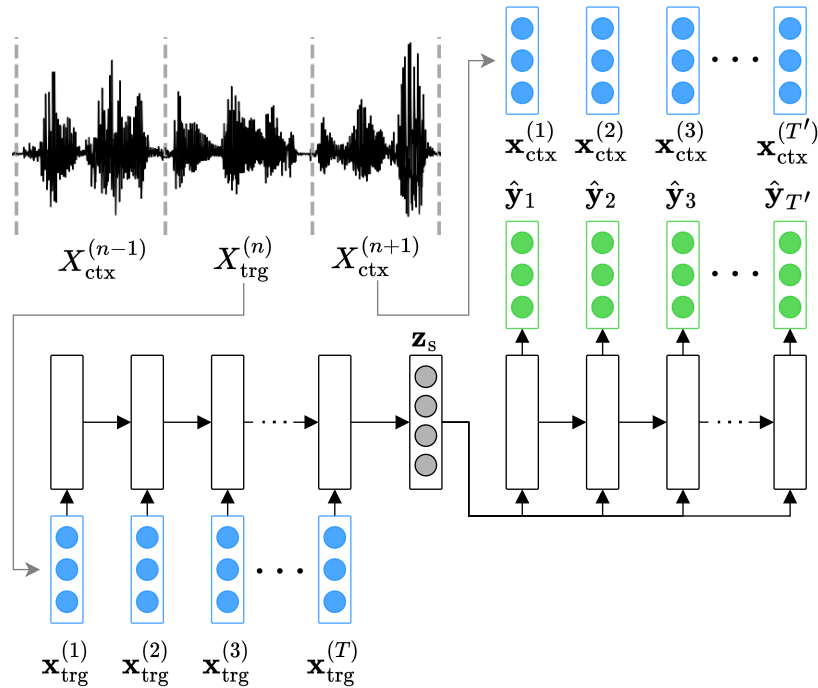 x_ctx^(1) x_ctx^(2) x_ctx^(3) ··· x_ctx^(T′)
ŷ_1 ŷ_2 ŷ_3 ··· ŷ_T′
X_ctx^(n−1) X_trg^(n) X_ctx^(n+1)
z_s
x_trg^(1) x_trg^(2) x_trg^(3) ··· x_trg^(T)